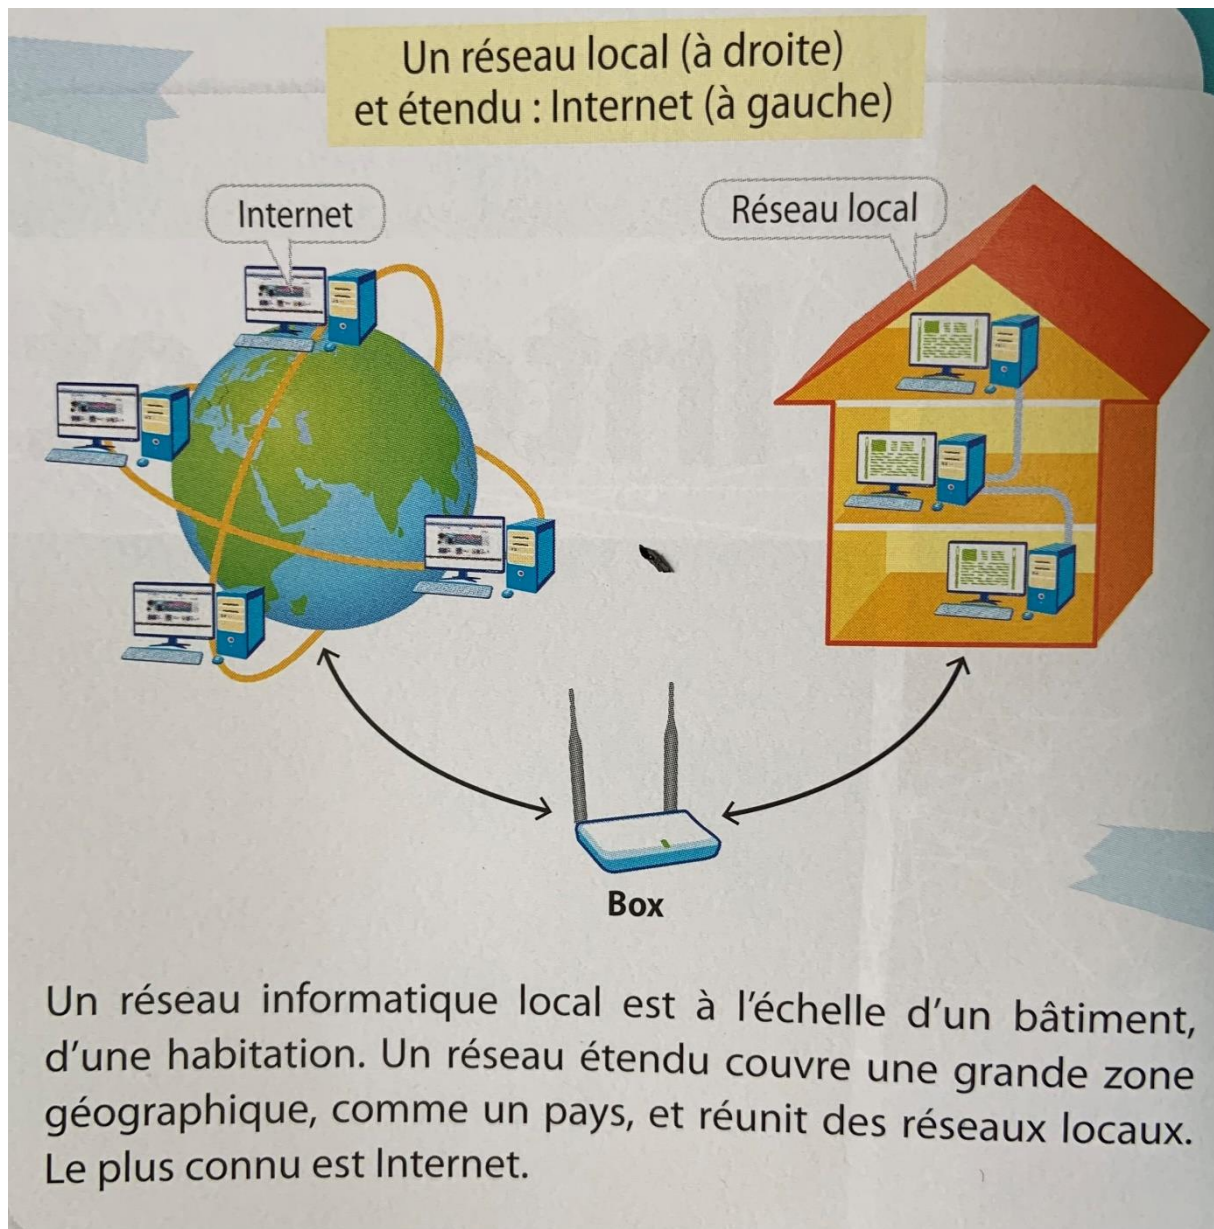 Un réseau local (à droite)
et étendu : Internet (à gauche)
Internet
Réseau local
Box
Un réseau informatique local est à l'échelle d'un bâtiment,
d'une habitation. Un réseau étendu couvre une grande zone
géographique, comme un pays, et réunit des réseaux locaux.
Le plus connu est Internet.